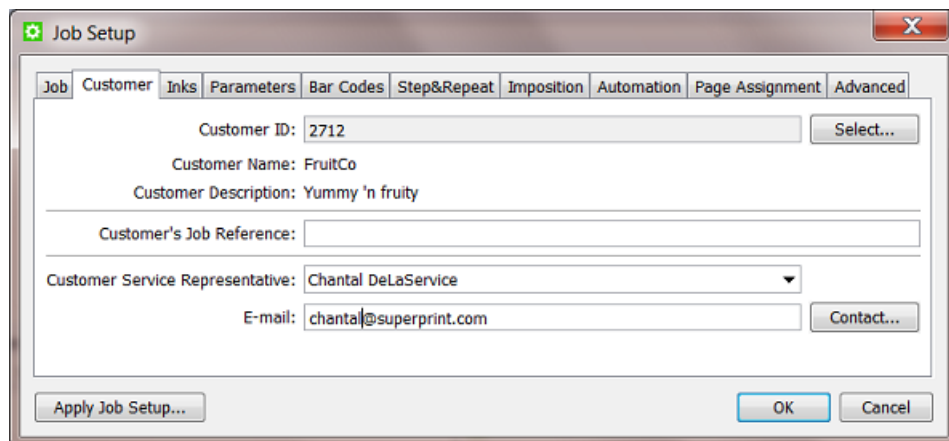 Job Setup
Job Customer Inks Parameters Bar Codes Step&Repeat Imposition Automation Page Assignment Advanced
Customer ID: 2712 Select...
Customer Name: FruitCo
Customer Description: Yummy 'n fruity
Customer's Job Reference:
Customer Service Representative: Chantal DeLaService
E-mail: chantal@superprint.com Contact...
Apply Job Setup... OK Cancel